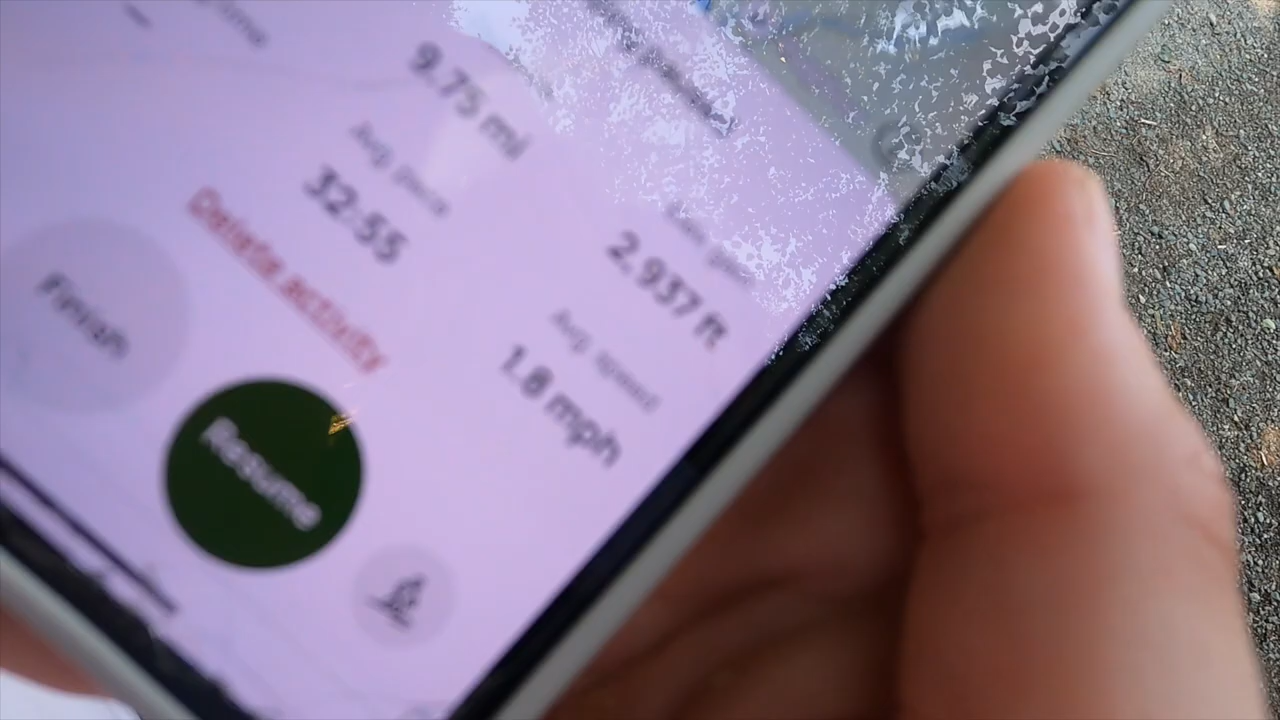 9.75 mi
2,937 ft
Avg. pace
32:55
Avg. speed
1.8 mph
Delete activity
Finish
Resume